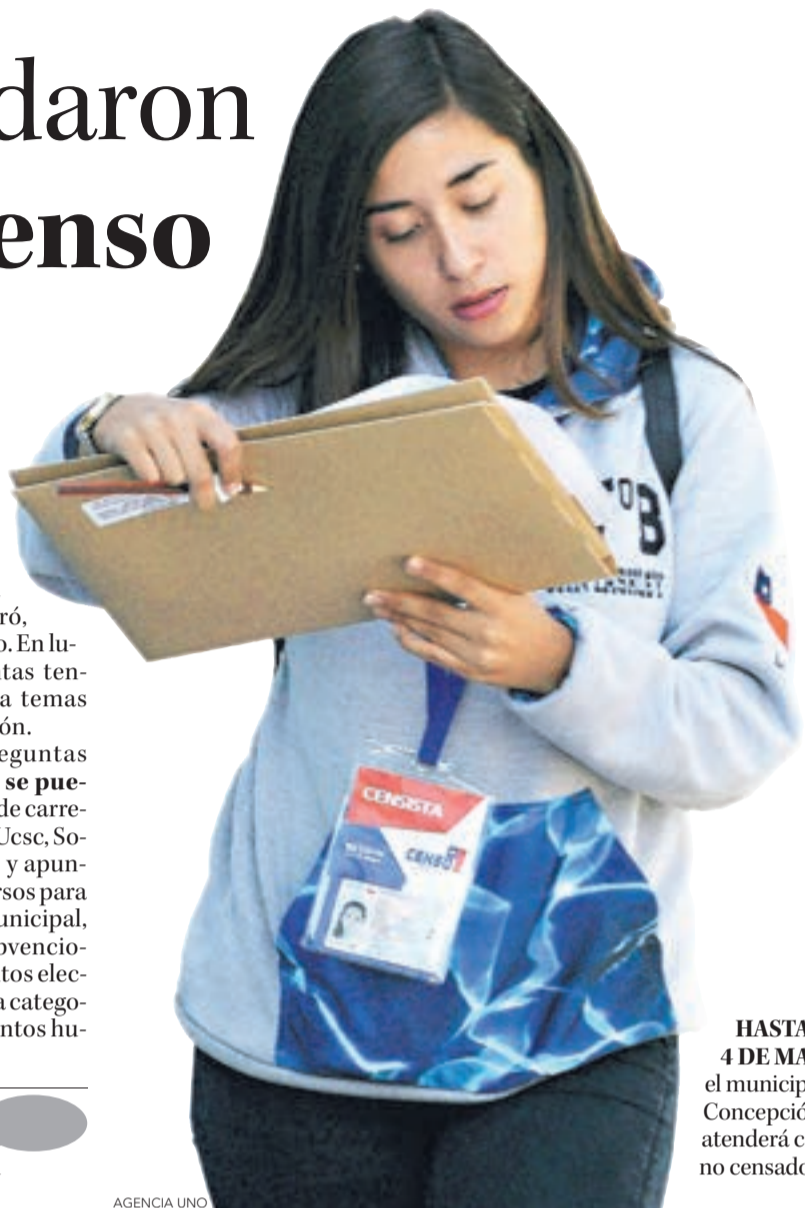 daron
enso
ró,
o. En lu-
tas ten-
a temas
ón.
eguntas
se pue-
de carre-
Ucsc, So-
y apun-
rsos para
unicipal,
bvencio-
tos elec-
a catego-
ntos hu-
CENSISTA
CENSO
B
HASTA
4 DE MA
el municip
Concepció
atenderá c
no censado
AGENCIA UNO